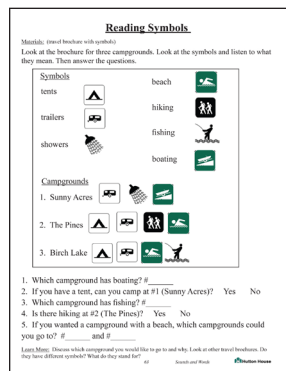 Reading Symbols
Materials: (travel brochure with symbols)
Look at the brochure for three campgrounds. Look at the symbols and listen to what
they mean. Then answer the questions.
Symbols
tents
trailers
showers
beach
hiking
fishing
boating
Campgrounds
1. Sunny Acres
2. The Pines
3. Birch Lake
1. Which campground has boating? #______
2. If you have a tent, can you camp at #1 (Sunny Acres)? Yes No
3. Which campground has fishing? #______
4. Is there hiking at #2 (The Pines)? Yes No
5. If you wanted a campground with a beach, which campgrounds could
you go to? #______ and #______
Learn More: Discuss which campground you would like to go to and why. Look at other travel brochures. Do
they have different symbols? What do they stand for?
60 Sounds and Words Hutton House